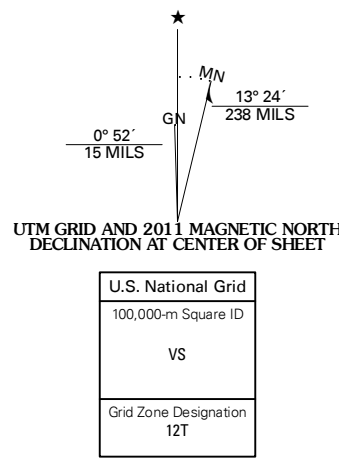 MN
GN
13° 24´
238 MILS
0° 52´
15 MILS
UTM GRID AND 2011 MAGNETIC NORTH
DECLINATION AT CENTER OF SHEET
U.S. National Grid
100,000-m Square ID
VS
Grid Zone Designation
12T